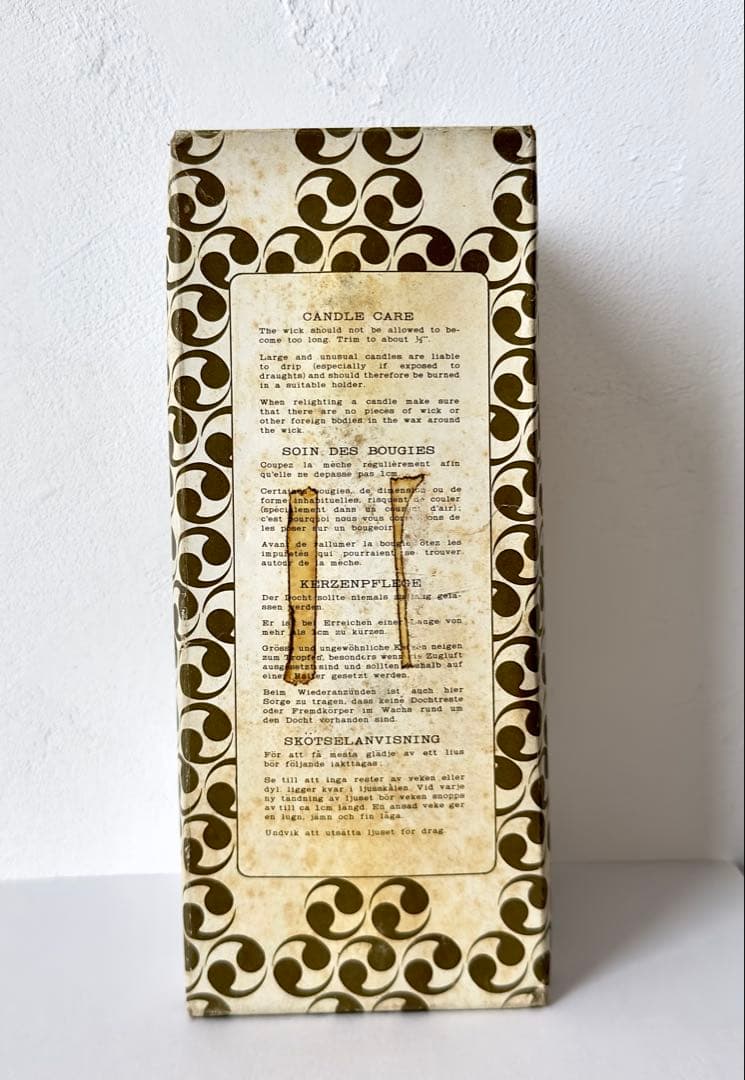 CANDLE CARE
The wick should not be allowed to be-
come too long. Trim to about ½".
Large and unusual candles are liable
to drip (especially if exposed to
draughts) and should therefore be burned
in a suitable holder.
When relighting a candle make sure
that there are no pieces of wick or
other foreign bodies in the wax around
the wick.
SOIN DES BOUGIES
Coupez la mèche régulièrement afin
qu'elle ne dépasse pas 1cm.
bougies, de dimension ou de
forme inhabituelles, risquent de couler
dans un d'air);
c'est pourquoi nous vous
les poser sur un bougeoir
Avant de rallumer la bougie ôtez les
impuretés qui pourraient se trouver
autour de la mèche.
KERZENPFLEGE
Der Docht sollte niemals gela-
ssen werden.
Er ist bei Erreichen einer Länge von
mehr als 1cm zu kürzen.
und ungewöhnliche Kerzen neigen
zum Tropfen, besonders wenn Zugluft
ausgesetzt sind und sollten auf
einen Halter gesetzt werden.
Beim Wiederanzünden ist auch hier
Sorge zu tragen, dass keine Dochtreste
oder Fremdkörper im Wachs rund um
den Docht vorhanden sind.
SKÖTSELANVISNING
För att få mesta glädje av ett ljus
bör följande iakttagas:
Se till att inga rester av veken eller
dyl. ligger kvar i ljusskålen. Vid varje
ny tändning av ljuset bör veken snopps
av till ca 1cm längd. En ansad veke ger
en lugn, jämn och fin låga.
Undvik att utsätta ljuset för drag.